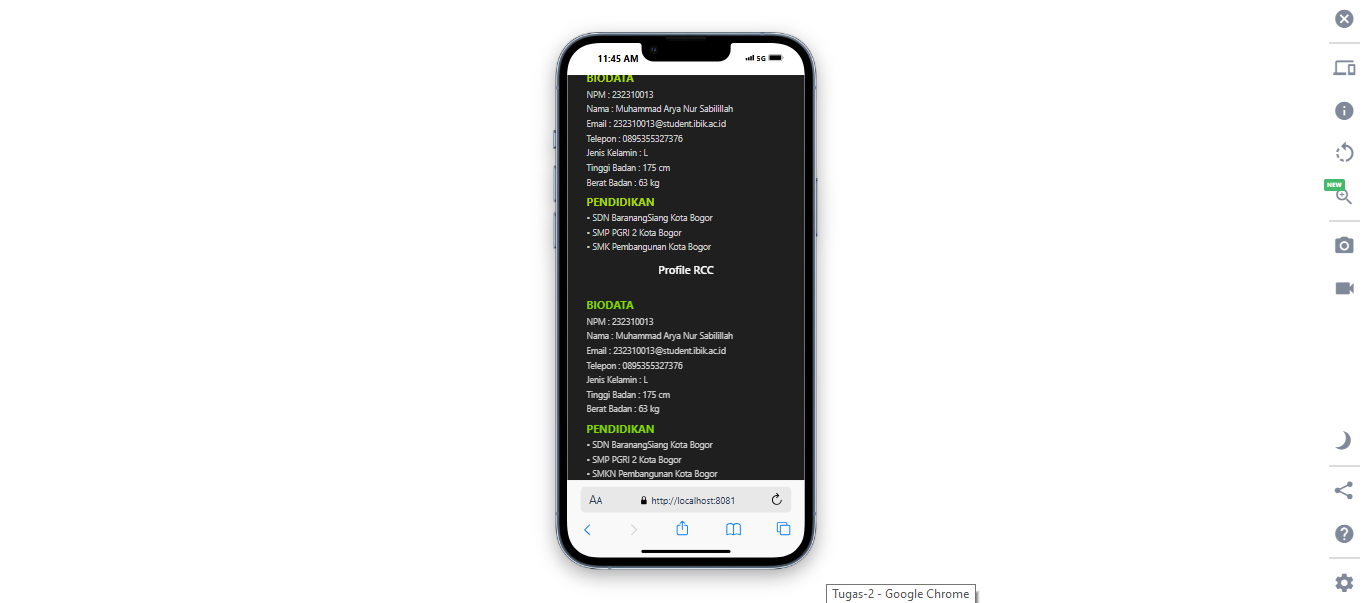 11:45 AM
5G
BIODATA
NPM : 232310013
Nama : Muhammad Arya Nur Sabilillah
Email : 232310013@student.ibik.ac.id
Telepon : 0895355327376
Jenis Kelamin : L
Tinggi Badan : 175 cm
Berat Badan : 63 kg
PENDIDIKAN
- SDN BaranangSiang Kota Bogor
- SMP PGRI 2 Kota Bogor
- SMK Pembangunan Kota Bogor
Profile RCC
BIODATA
NPM : 232310013
Nama : Muhammad Arya Nur Sabilillah
Email : 232310013@student.ibik.ac.id
Telepon : 0895355327376
Jenis Kelamin : L
Tinggi Badan : 175 cm
Berat Badan : 63 kg
PENDIDIKAN
- SDN BaranangSiang Kota Bogor
- SMP PGRI 2 Kota Bogor
- SMKN Pembangunan Kota Bogor
AA
http://localhost:8081
NEW
Tugas-2 - Google Chrome